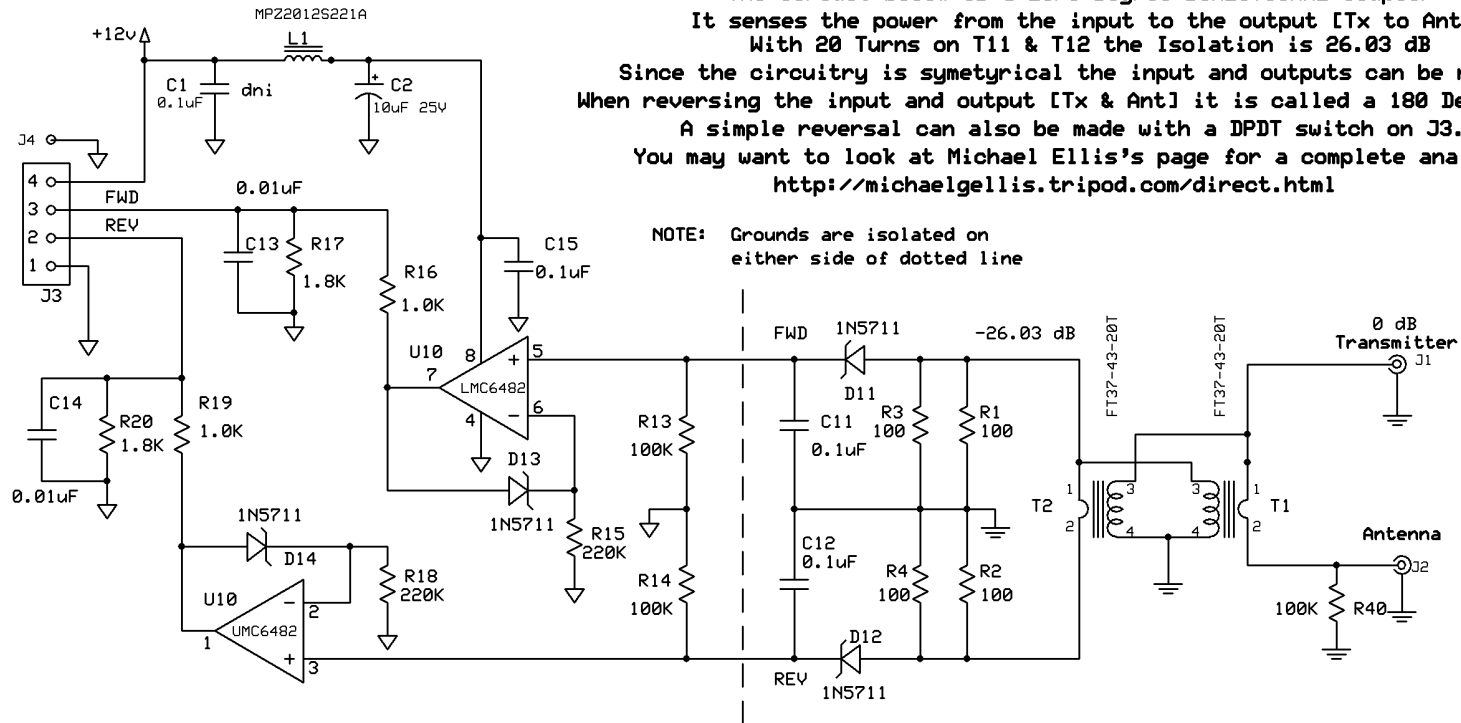 It senses the power from the input to the output [Tx to Ant
With 20 Turns on T11 & T12 the Isolation is 26.03 dB
Since the circuitry is symetyrical the input and outputs can be r
When reversing the input and output [Tx & Ant] it is called a 180 De
A simple reversal can also be made with a DPDT switch on J3.
You may want to look at Michael Ellis's page for a complete ana
http://michaelgellis.tripod.com/direct.html
NOTE: Grounds are isolated on
either side of dotted line
MPZ2012S221A
+12v
L1
C1
0.1uF
dni
C2
+
10uF 25V
J4
4
3
2
1
J3
FWD
REV
0.01uF
C13
R17
1.8K
R16
1.0K
C15
0.1uF
U10
8
7
LMC6482
+
5
-
6
4
D13
1N5711
R15
220K
C14
0.01uF
R20
1.8K
R19
1.0K
1N5711
D14
R18
220K
U10
1
UMC6482
-
2
+
3
R13
100K
R14
100K
FWD
1N5711
D11
-26.03 dB
C11
0.1uF
R3
100
R1
100
C12
0.1uF
R4
100
R2
100
D12
1N5711
REV
FT37-43-20T
FT37-43-20T
T2
1
2
3
4
3
4
1
2
T1
0 dB
Transmitter
J1
Antenna
J2
100K
R40